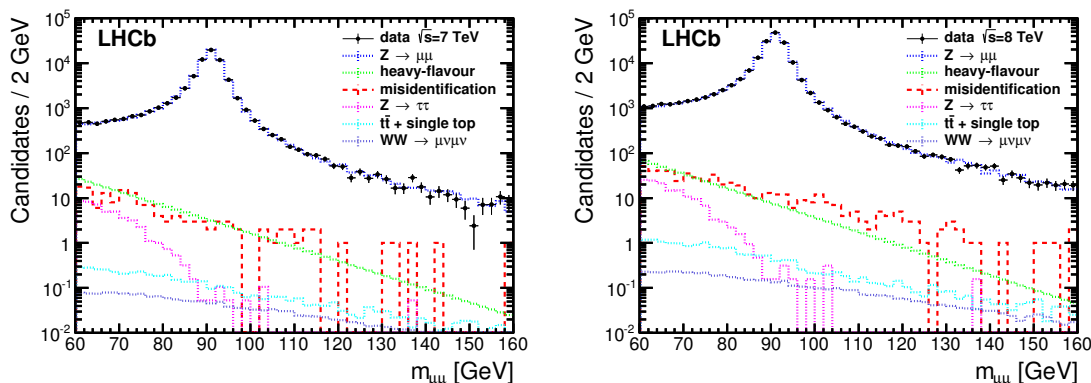 Candidates / 2 GeV
10⁵
10⁴
10³
10²
10
1
10⁻¹
10⁻²
LHCb
data √s=7 TeV
Z → μμ
heavy-flavour
misidentification
Z → ττ
tt̄ + single top
WW → μνμν
60 70 80 90 100 110 120 130 140 150 160
m_μμ [GeV]
Candidates / 2 GeV
10⁵
10⁴
10³
10²
10
1
10⁻¹
10⁻²
LHCb
data √s=8 TeV
Z → μμ
heavy-flavour
misidentification
Z → ττ
tt̄ + single top
WW → μνμν
60 70 80 90 100 110 120 130 140 150 160
m_μμ [GeV]